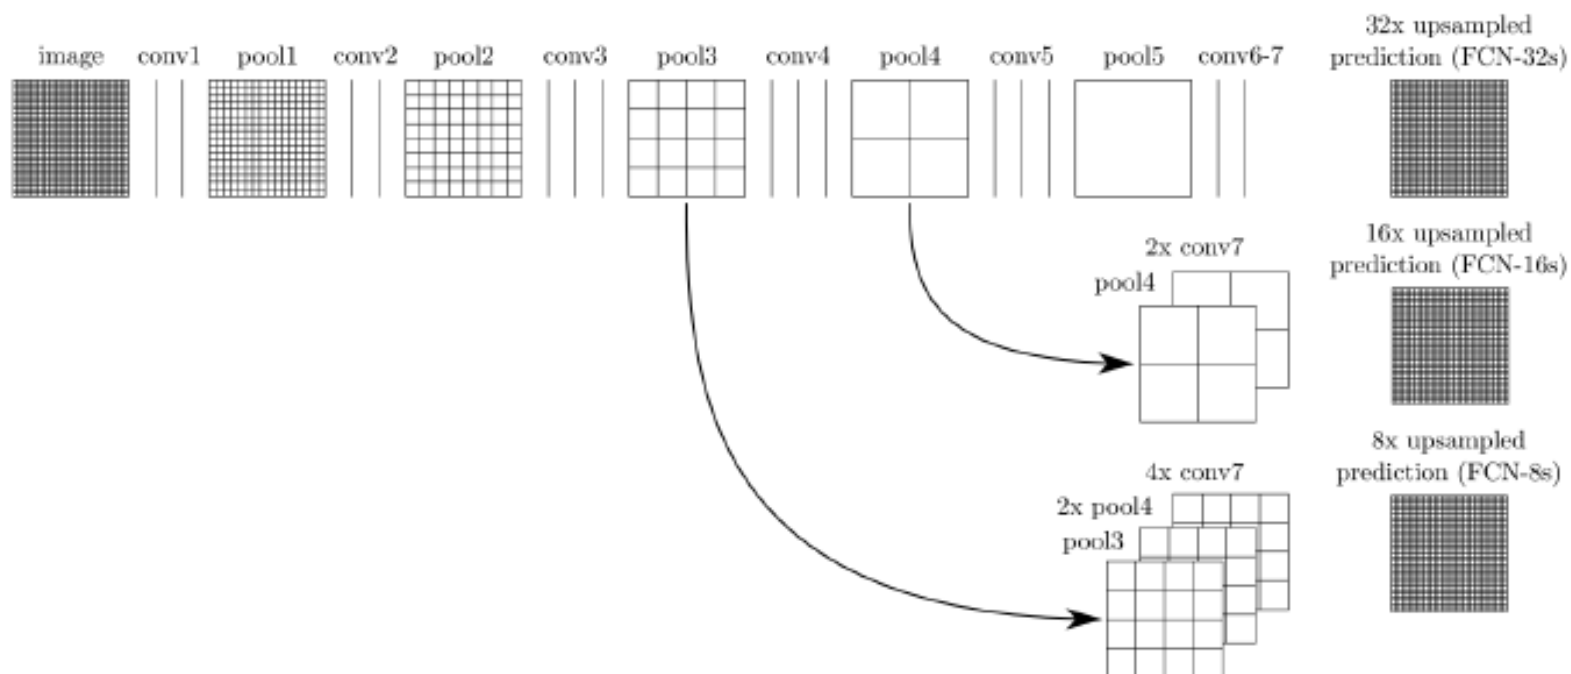 image
conv1
pool1
conv2
pool2
conv3
pool3
conv4
pool4
conv5
pool5
conv6-7
32x upsampled
prediction (FCN-32s)
2x conv7
pool4
16x upsampled
prediction (FCN-16s)
4x conv7
2x pool4
pool3
8x upsampled
prediction (FCN-8s)